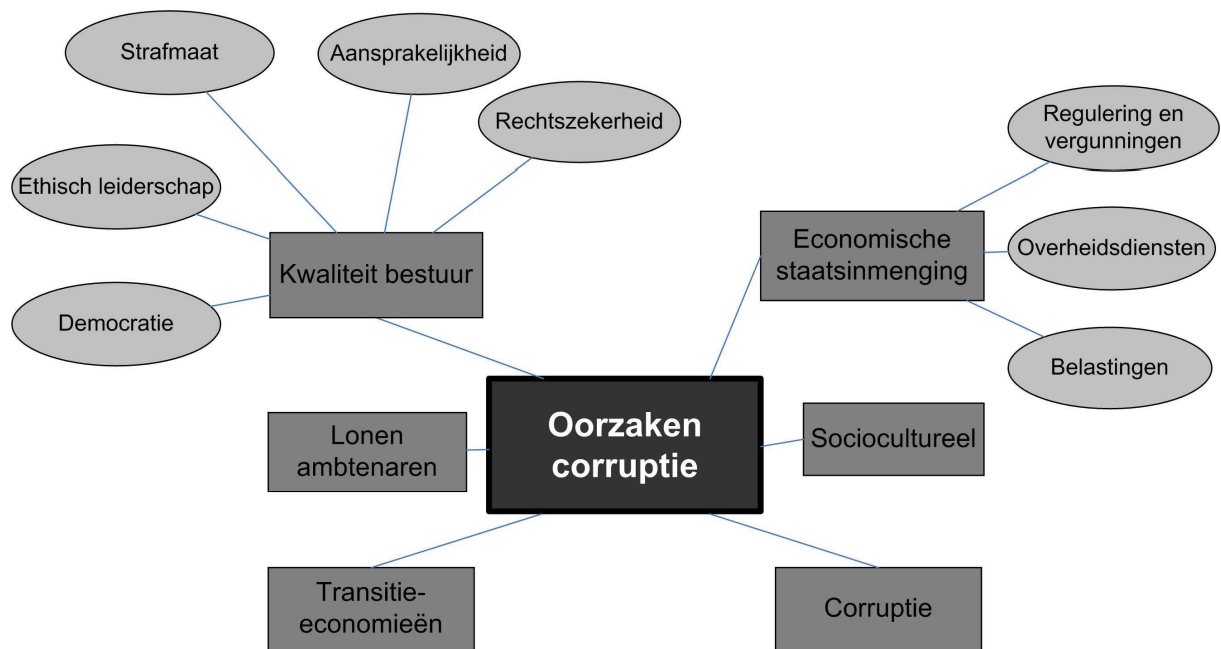 Strafmaat
Aansprakelijkheid
Rechtszekerheid
Ethisch leiderschap
Democratie
Kwaliteit bestuur
Regulering en
vergunningen
Economische
staatsinmenging
Overheidsdiensten
Belastingen
Oorzaken
corruptie
Lonen
ambtenaren
Sociocultureel
Transitie-
economieën
Corruptie